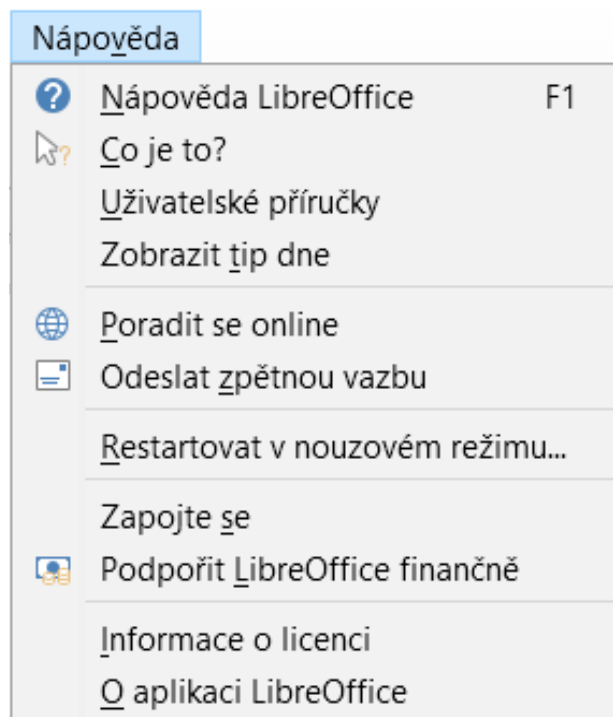 Nápověda
Nápověda LibreOffice F1
Co je to?
Uživatelské příručky
Zobrazit tip dne
Poradit se online
Odeslat zpětnou vazbu
Restartovat v nouzovém režimu...
Zapojte se
Podpořit LibreOffice finančně
Informace o licenci
O aplikaci LibreOffice